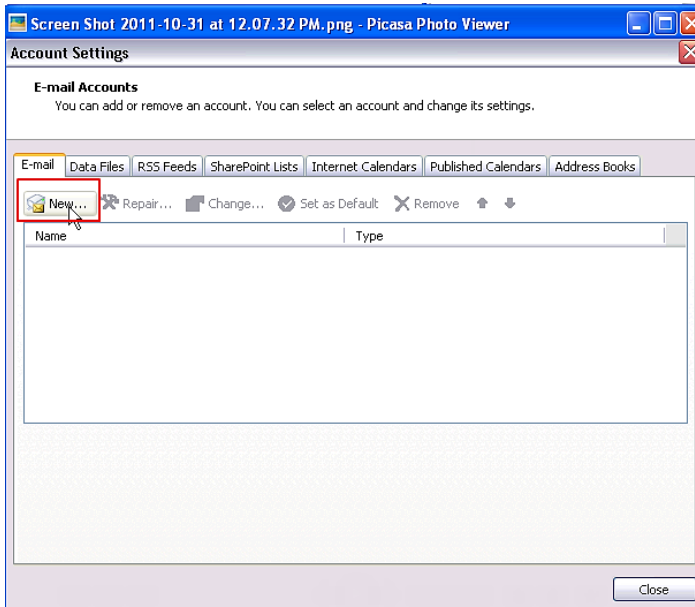 Screen Shot 2011-10-31 at 12.07.32 PM.png - Picasa Photo Viewer
Account Settings
E-mail Accounts
You can add or remove an account. You can select an account and change its settings.
E-mail Data Files RSS Feeds SharePoint Lists Internet Calendars Published Calendars Address Books
New... Repair... Change... Set as Default Remove
Name Type
Close